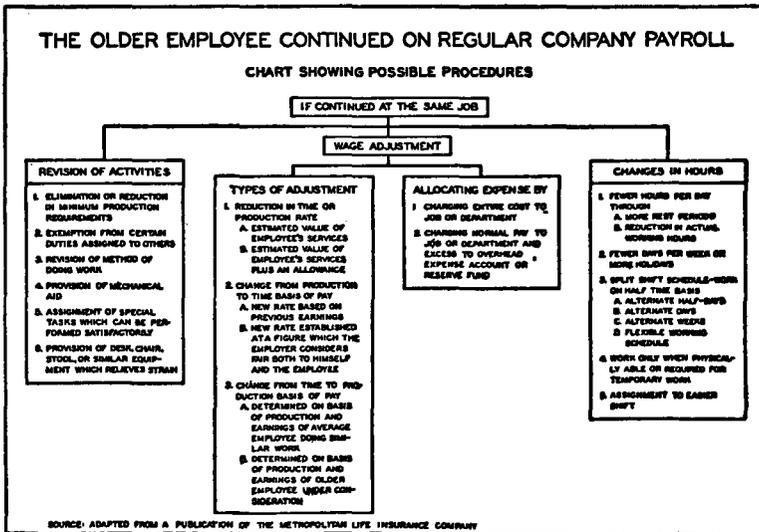 THE OLDER EMPLOYEE CONTINUED ON REGULAR COMPANY PAYROLL
CHART SHOWING POSSIBLE PROCEDURES
IF CONTINUED AT THE SAME JOB
WAGE ADJUSTMENT
REVISION OF ACTIVITIES
1. ELIMINATION OR REDUCTION
IN MINIMUM PRODUCTION
REQUIREMENTS
2. EXEMPTION FROM CERTAIN
DUTIES ASSIGNED TO OTHERS
3. REVISION OF METHOD OF
DOING WORK
4. PROVISION OF MECHANICAL
AID
5. ASSIGNMENT OF SPECIAL
TASKS WHICH CAN BE PER-
FORMED SATISFACTORILY
6. PROVISION OF DESK, CHAIR,
STOOL, OR SIMILAR EQUIP-
MENT WHICH RELIEVES STRAIN
TYPES OF ADJUSTMENT
1. REDUCTION IN TIME OR
PRODUCTION RATE
A. ESTIMATED VALUE OF
EMPLOYEE'S SERVICES
B. ESTIMATED VALUE OF
EMPLOYEE'S SERVICES
PLUS AN ALLOWANCE
2. CHANGE FROM PRODUCTION
TO TIME BASIS OF PAY
A. NEW RATE BASED ON
PREVIOUS EARNINGS
B. NEW RATE ESTABLISHED
AT A FIGURE WHICH THE
EMPLOYER CONSIDERS
FAIR BOTH TO HIMSELF
AND THE EMPLOYEE
3. CHANGE FROM TIME TO PRO-
DUCTION BASIS OF PAY
A. DETERMINED ON BASIS
OF PRODUCTION AND
EARNINGS OF AVERAGE
EMPLOYEE DOING SIMI-
LAR WORK
B. DETERMINED ON BASIS
OF PRODUCTION AND
EARNINGS OF OLDER
EMPLOYEE UNDER CON-
SIDERATION
ALLOCATING EXPENSE BY
1. CHARGING ENTIRE COST TO
JOB OR DEPARTMENT
2. CHARGING NORMAL PAY TO
JOB OR DEPARTMENT AND
EXCESS TO OVERHEAD
EXPENSE ACCOUNT OR
RESERVE FUND
CHANGES IN HOURS
1. FEWER HOURS PER DAY
THROUGH
A. MORE REST PERIODS
B. REDUCTION IN ACTUAL
WORKING HOURS
2. FEWER DAYS PER WEEK OR
MORE HOLIDAYS
3. SPLIT SHIFT SCHEDULE-WORK
ON HALF TIME BASIS
A. ALTERNATE HALF-DAYS
B. ALTERNATE DAYS
C. ALTERNATE WEEKS
D. FLEXIBLE WORKING
SCHEDULE
4. WORK ONLY WHEN PHYSICAL-
LY ABLE OR REQUIRED FOR
TEMPORARY WORK
5. ASSIGNMENT TO EASIER
SHIFT
SOURCE: ADAPTED FROM A PUBLICATION OF THE METROPOLITAN LIFE INSURANCE COMPANY